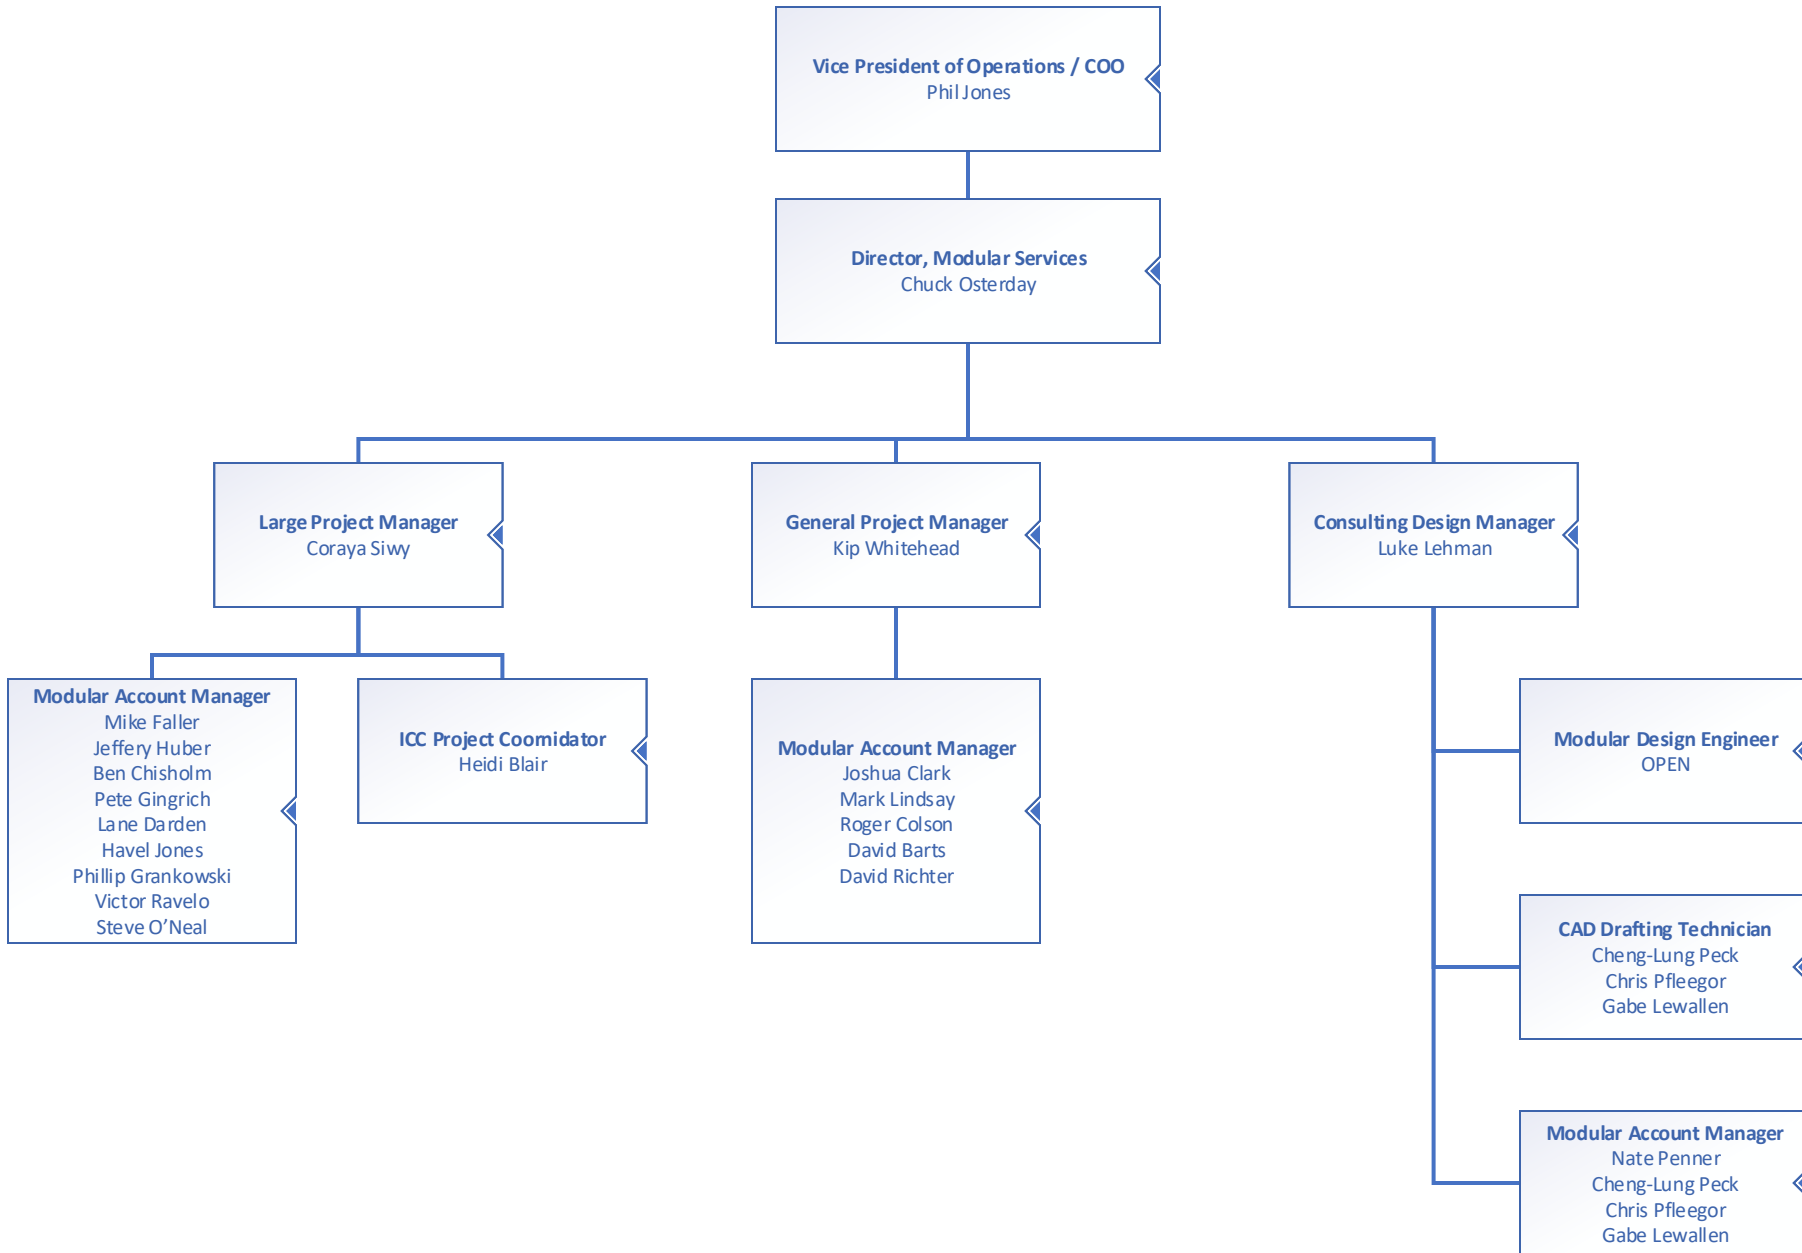 Vice President of Operations / COO
Phil Jones
Director, Modular Services
Chuck Osterday
Large Project Manager
Coraya Siwy
General Project Manager
Kip Whitehead
Consulting Design Manager
Luke Lehman
Modular Account Manager
Mike Faller
Jeffery Huber
Ben Chisholm
Pete Gingrich
Lane Darden
Havel Jones
Phillip Grankowski
Victor Ravelo
Steve O’Neal
ICC Project Coornidator
Heidi Blair
Modular Account Manager
Joshua Clark
Mark Lindsay
Roger Colson
David Barts
David Richter
Modular Design Engineer
OPEN
CAD Drafting Technician
Cheng-Lung Peck
Chris Pfleegor
Gabe Lewallen
Modular Account Manager
Nate Penner
Cheng-Lung Peck
Chris Pfleegor
Gabe Lewallen